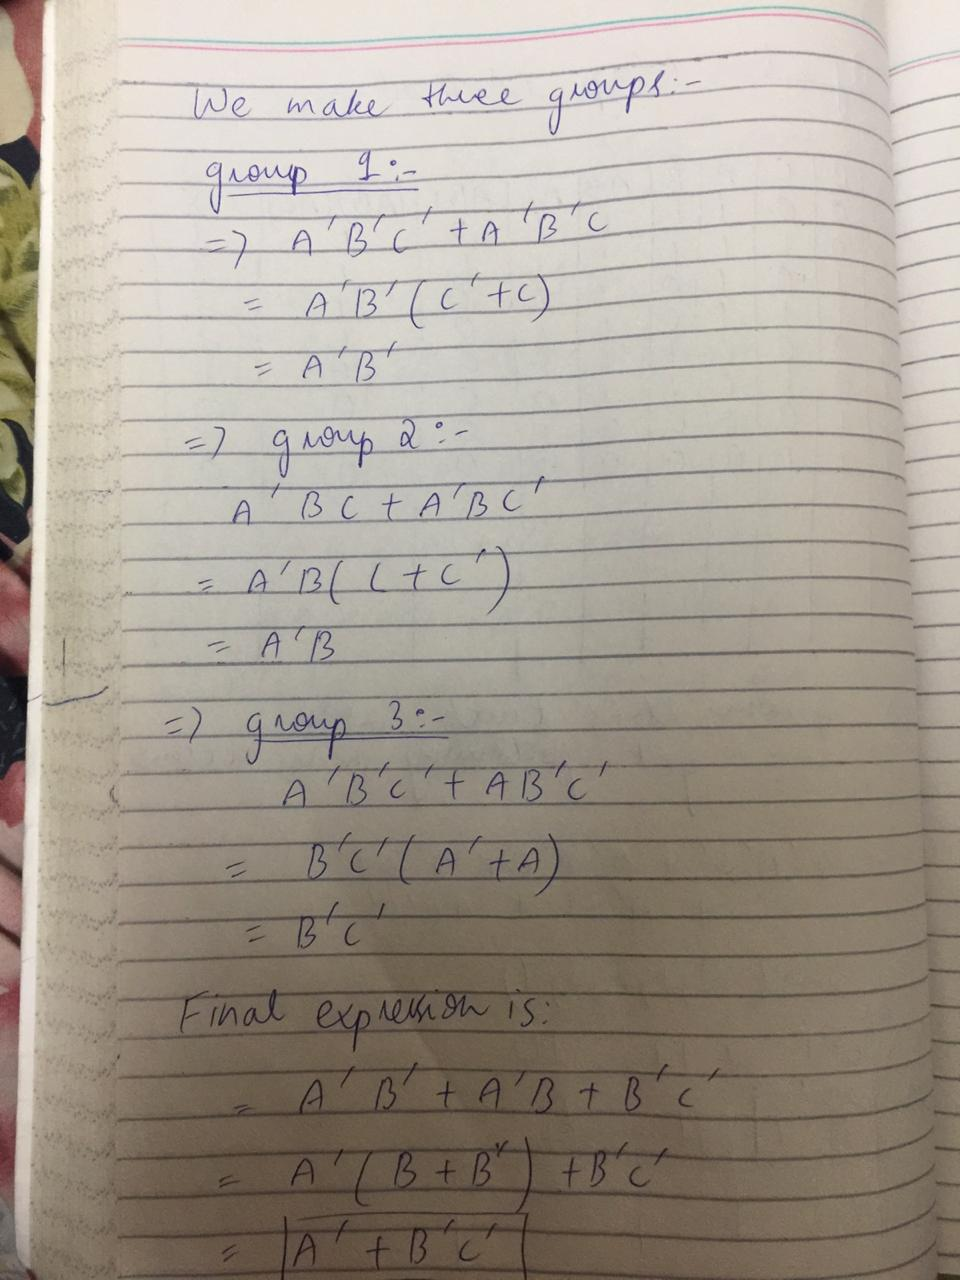 We make three groups:-
group 1:-
=> A'B'C' + A'B'C
= A'B' (C' + C)
= A'B'
=> group 2:-
A'BC + A'BC'
= A'B (C + C')
= A'B
=> group 3:-
A'B'C' + AB'C'
= B'C' (A' + A)
= B'C'
Final expression is:
= A'B' + A'B + B'C'
= A' (B + B') + B'C'
= A' + B'C'